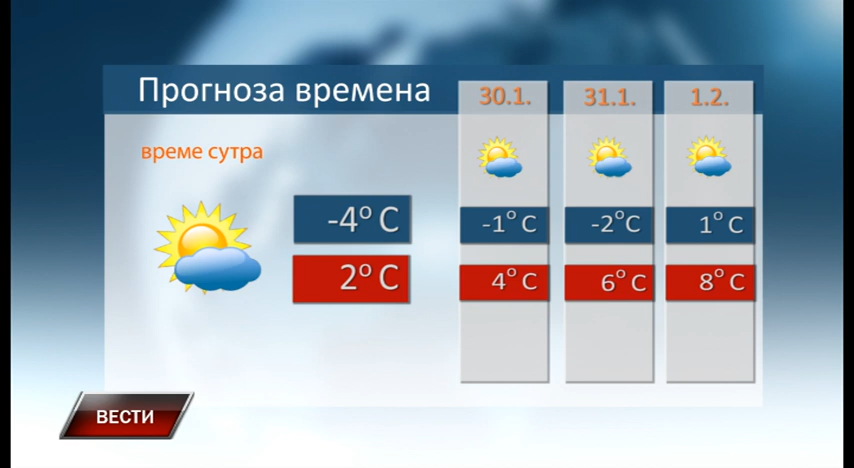 Прогноза времена
30.1.
31.1.
1.2.
време сутра
-4° C
2° C
-1° C
-2°C
1° C
4° C
6° C
8° C
ВЕСТИ